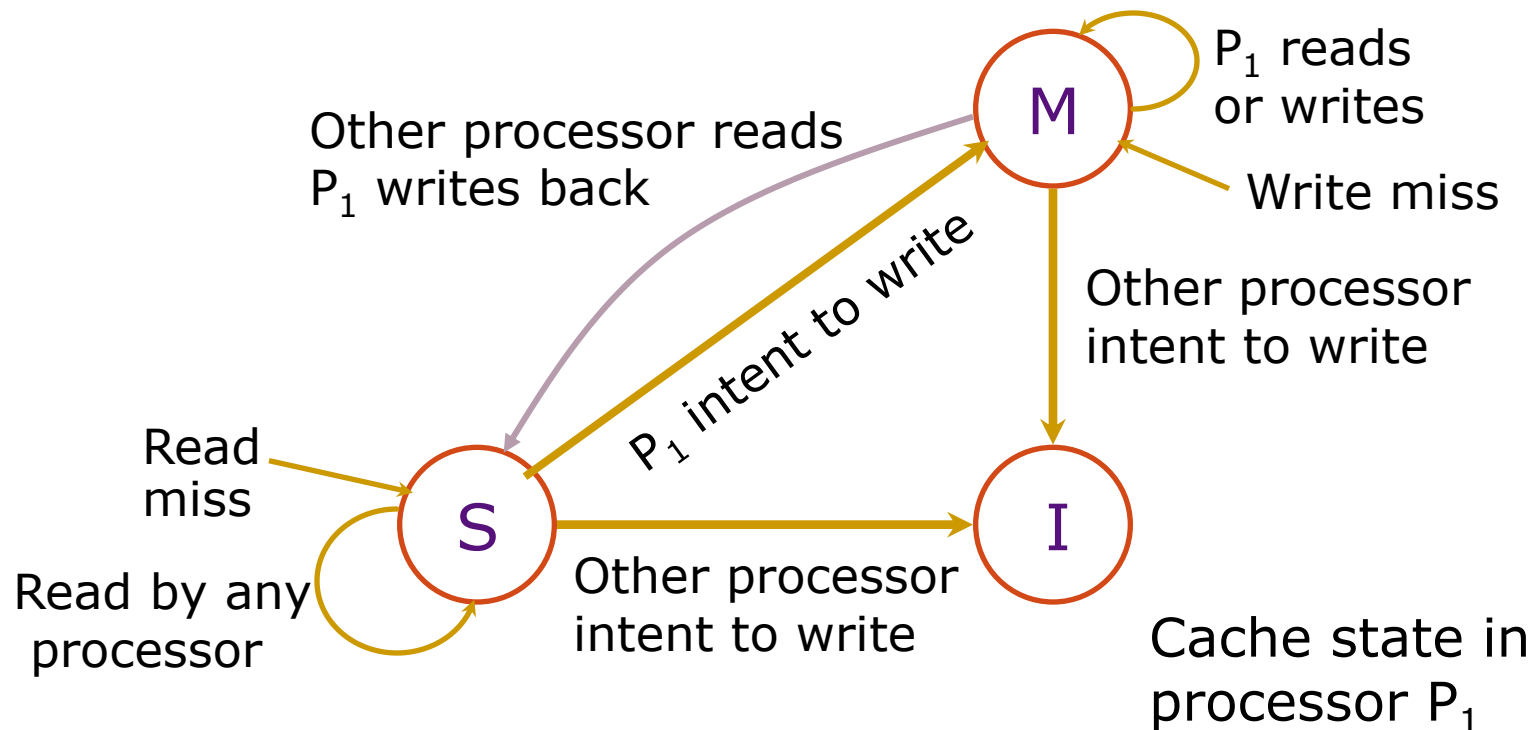 M
P₁ reads
or writes
Other processor reads
P₁ writes back
Write miss
P₁ intent to write
Other processor
intent to write
Read
miss
S
I
Read by any
processor
Other processor
intent to write
Cache state in
processor P₁